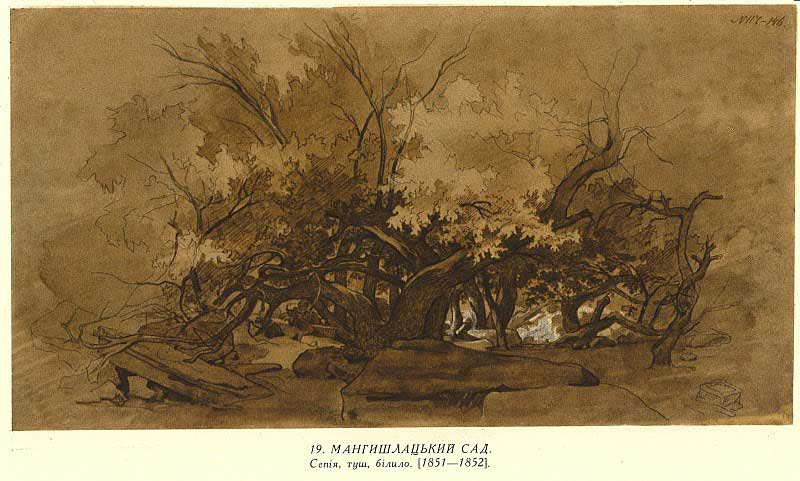 19. МАНГИШЛАЦЬКИЙ САД.
Сепія, туш, білило. [1851—1852].